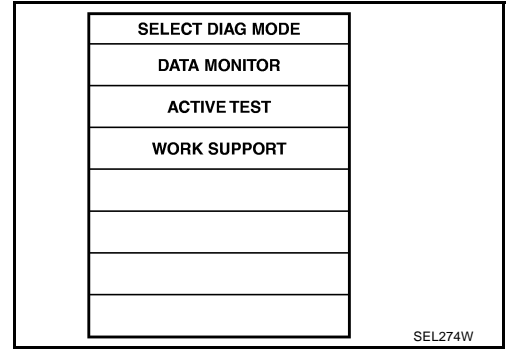 SELECT DIAG MODE
DATA MONITOR
ACTIVE TEST
WORK SUPPORT
SEL274W